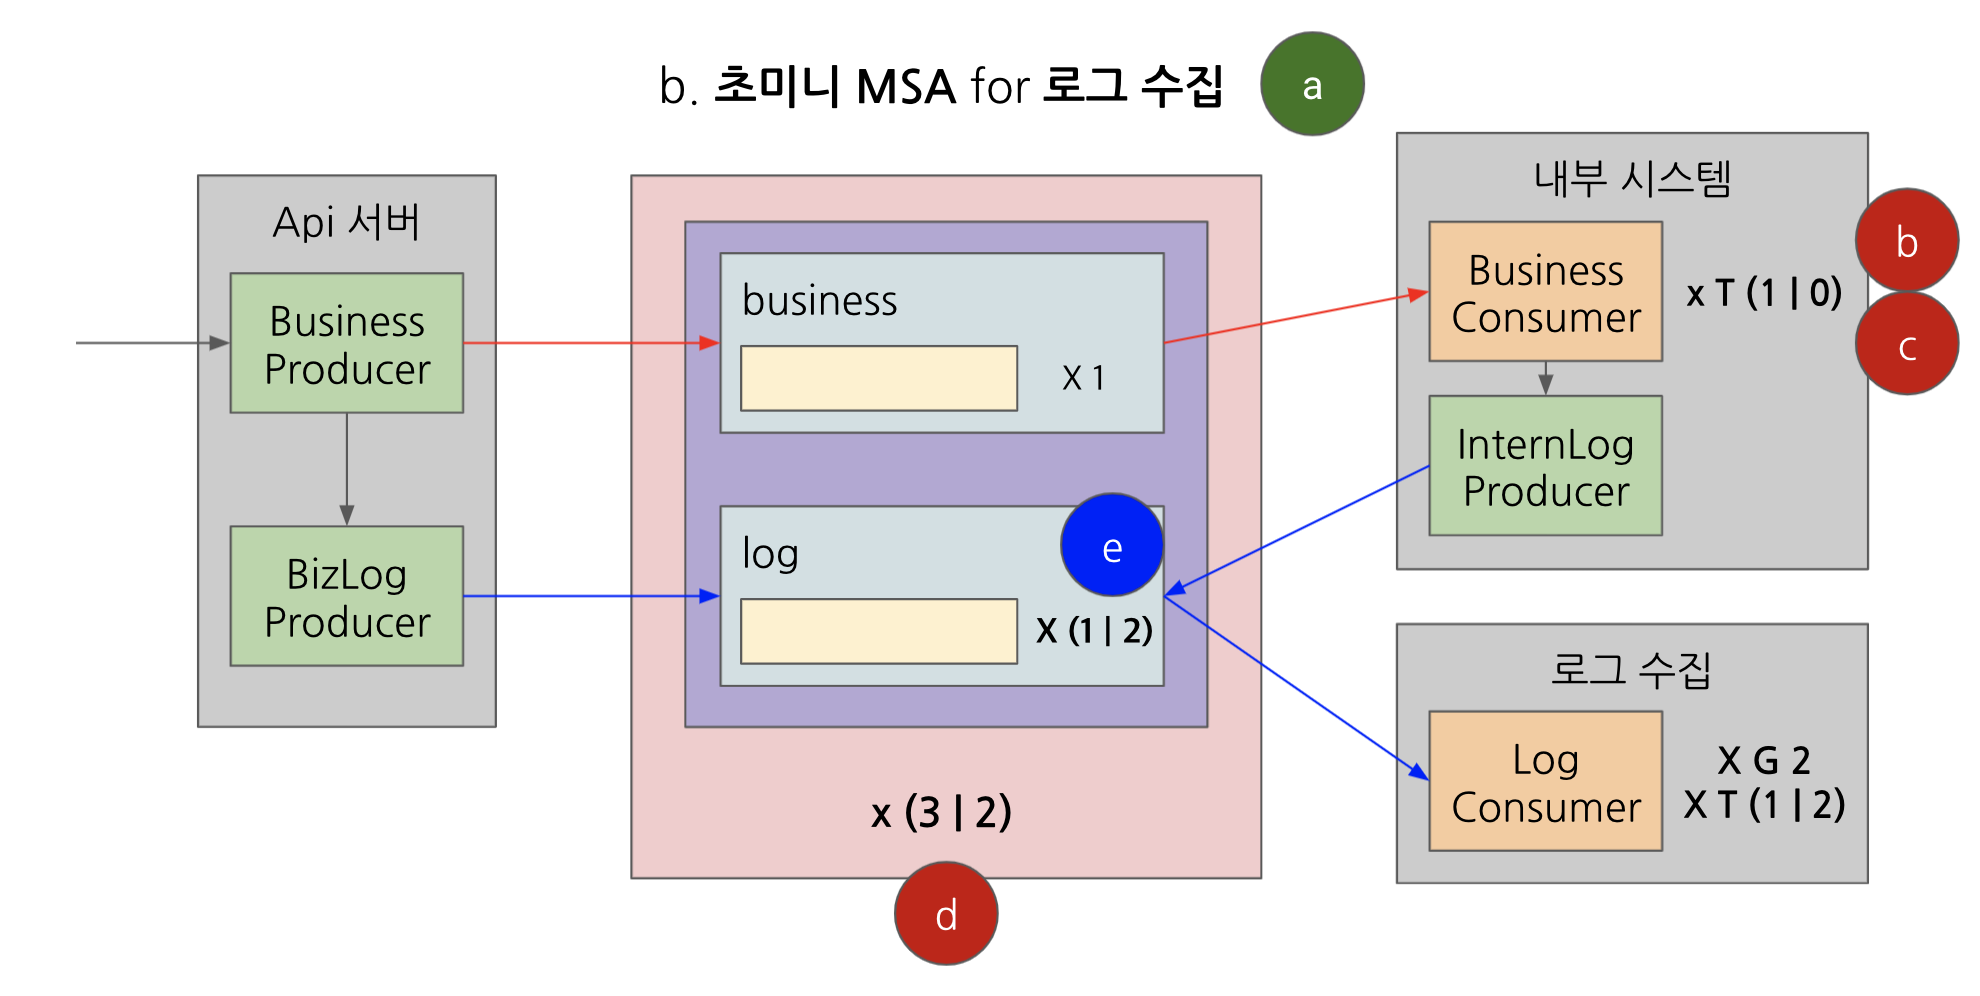 b. 초미니 MSA for 로그 수집
a
Api 서버
Business
Producer
BizLog
Producer
business
X 1
log
e
X (1 | 2)
x (3 | 2)
d
내부 시스템
b
Business
Consumer
x T (1 | 0)
c
InternLog
Producer
로그 수집
Log
Consumer
X G 2
X T (1 | 2)